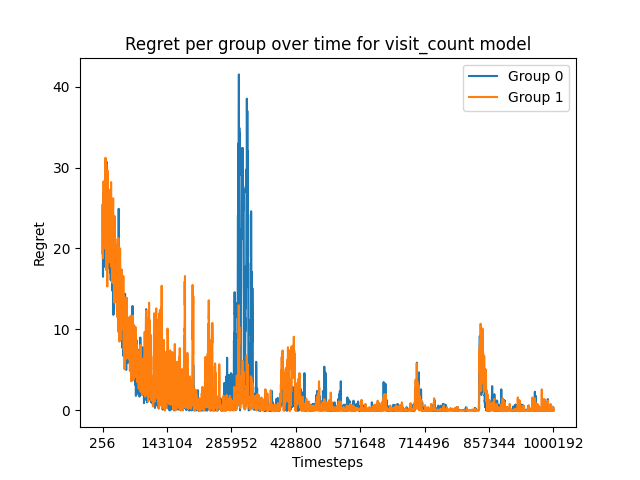 Regret per group over time for visit_count model
Group 0
Group 1
40
30
20
10
0
Regret
256
143104
285952
428800
571648
714496
857344
1000192
Timesteps